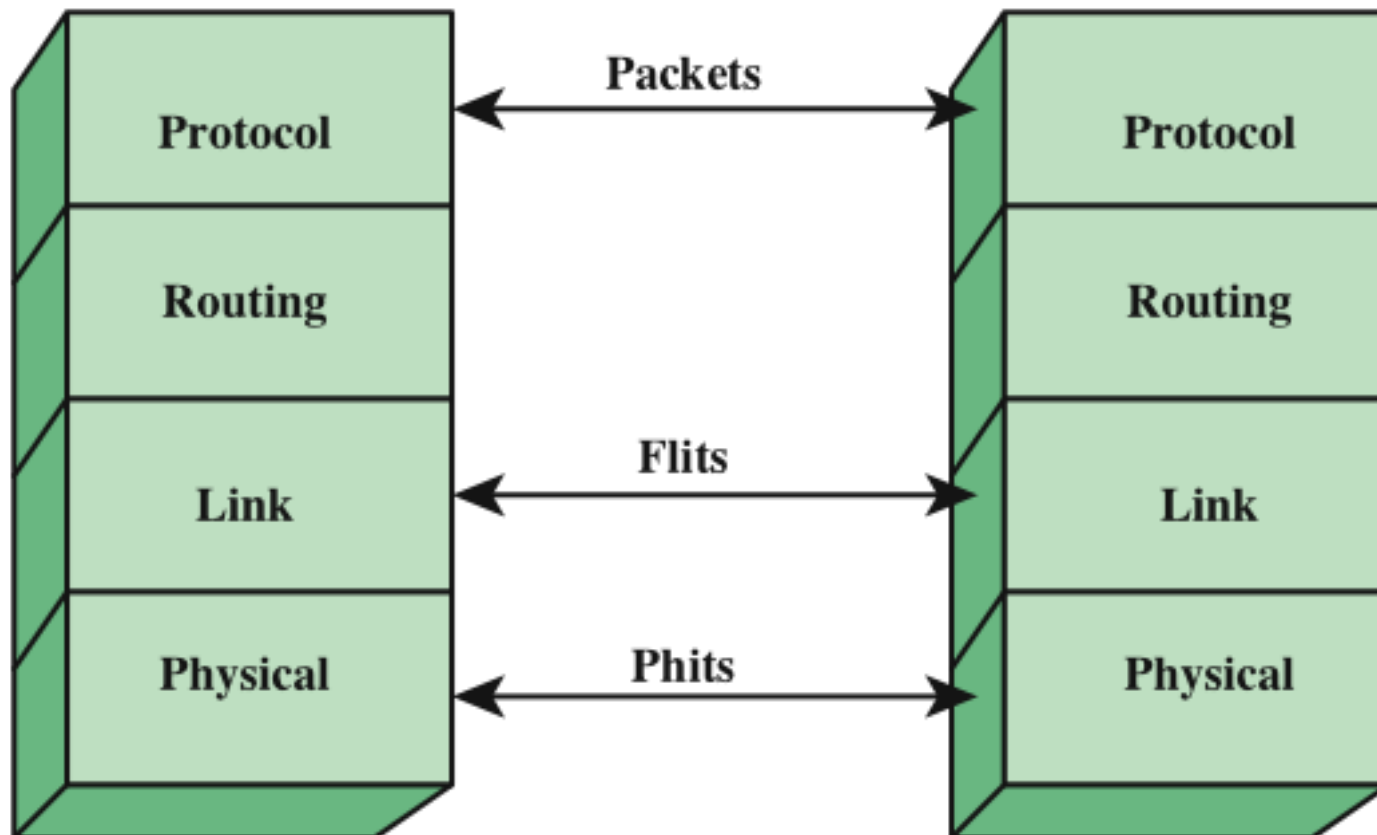 Packets
Protocol
Protocol
Routing
Routing
Flits
Link
Link
Phits
Physical
Physical